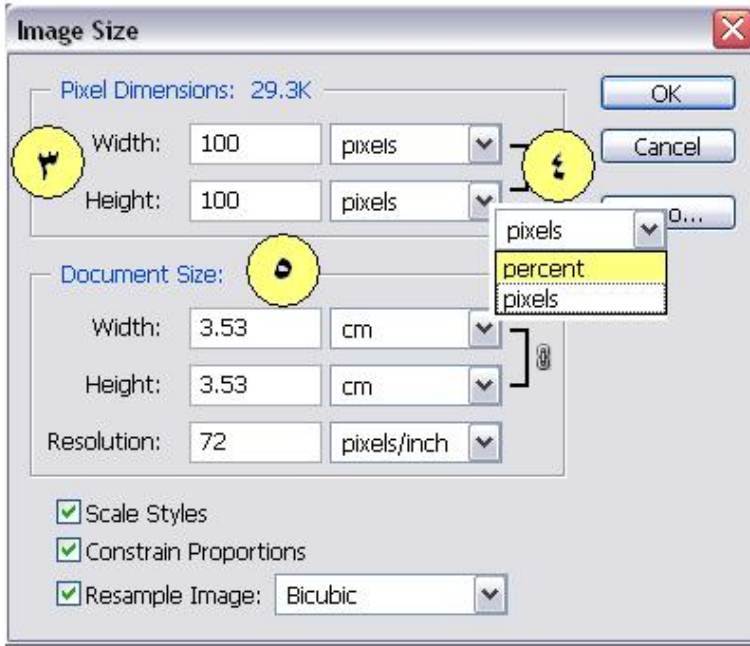 Image Size
Pixel Dimensions: 29.3K
OK
٣
Width: 100 pixels
٤
Cancel
Height: 100 pixels
o...
pixels
percent
pixels
Document Size:
٥
Width: 3.53 cm
Height: 3.53 cm
Resolution: 72 pixels/inch
Scale Styles
Constrain Proportions
Resample Image: Bicubic